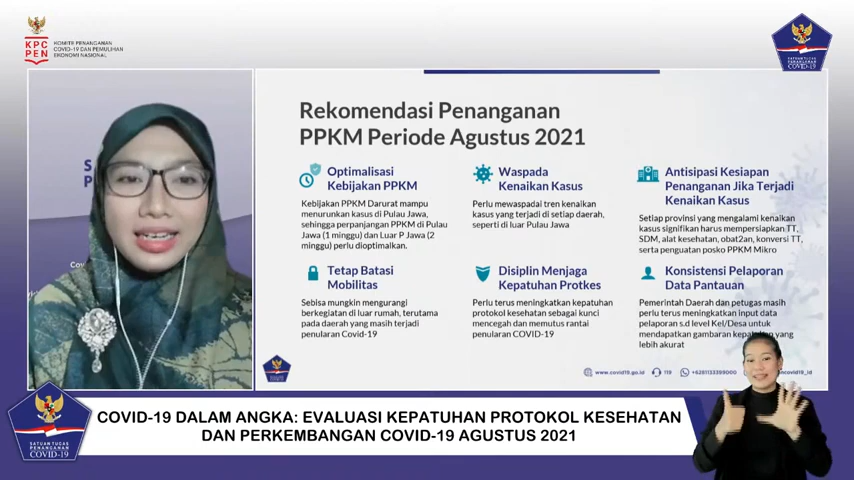 KPC
PEN
KOMITE PENANGANAN
COVID-19 DAN PEMULIHAN
EKONOMI NASIONAL
SATUAN TUGAS
PENANGANAN
COVID-19
Rekomendasi Penanganan
PPKM Periode Agustus 2021
Optimalisasi
Kebijakan PPKM
Kebijakan PPKM Darurat mampu
menurunkan kasus di Pulau Jawa,
sehingga perpanjangan PPKM di Pulau
Jawa (1 minggu) dan Luar P Jawa (2
minggu) perlu dioptimalkan.
Waspada
Kenaikan Kasus
Perlu mewaspadai tren kenaikan
kasus yang terjadi di setiap daerah,
seperti di luar Pulau Jawa
Antisipasi Kesiapan
Penanganan Jika Terjadi
Kenaikan Kasus
Setiap provinsi yang mengalami kenaikan
kasus signifikan harus mempersiapkan TT,
SDM, alat kesehatan, obat2an, konversi TT,
serta penguatan posko PPKM Mikro
Tetap Batasi
Mobilitas
Sebisa mungkin mengurangi
berkegiatan di luar rumah, terutama
pada daerah yang masih terjadi
penularan Covid-19
Disiplin Menjaga
Kepatuhan Protkes
Perlu terus meningkatkan kepatuhan
protokol kesehatan sebagai kunci
mencegah dan memutus rantai
penularan COVID-19
Konsistensi Pelaporan
Data Pantauan
Pemerintah Daerah dan petugas masih
perlu terus meningkatkan input data
pelaporan s.d level Kel/Desa untuk
mendapatkan gambaran yang
lebih akurat
www.covid19.go.id
119
+6281133399000
COVID-19 DALAM ANGKA: EVALUASI KEPATUHAN PROTOKOL KESEHATAN
DAN PERKEMBANGAN COVID-19 AGUSTUS 2021
SATUAN TUGAS
PENANGANAN
COVID-19